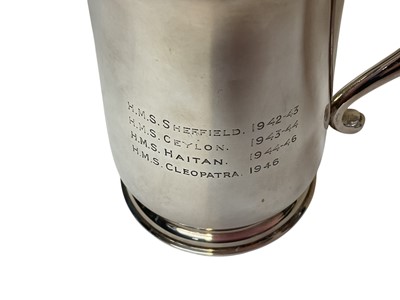 H.M.S. SHEFFIELD. 1942-43
H.M.S. CEYLON. 1943-44
H.M.S. HAITAN. 1944-46
H.M.S. CLEOPATRA. 1946